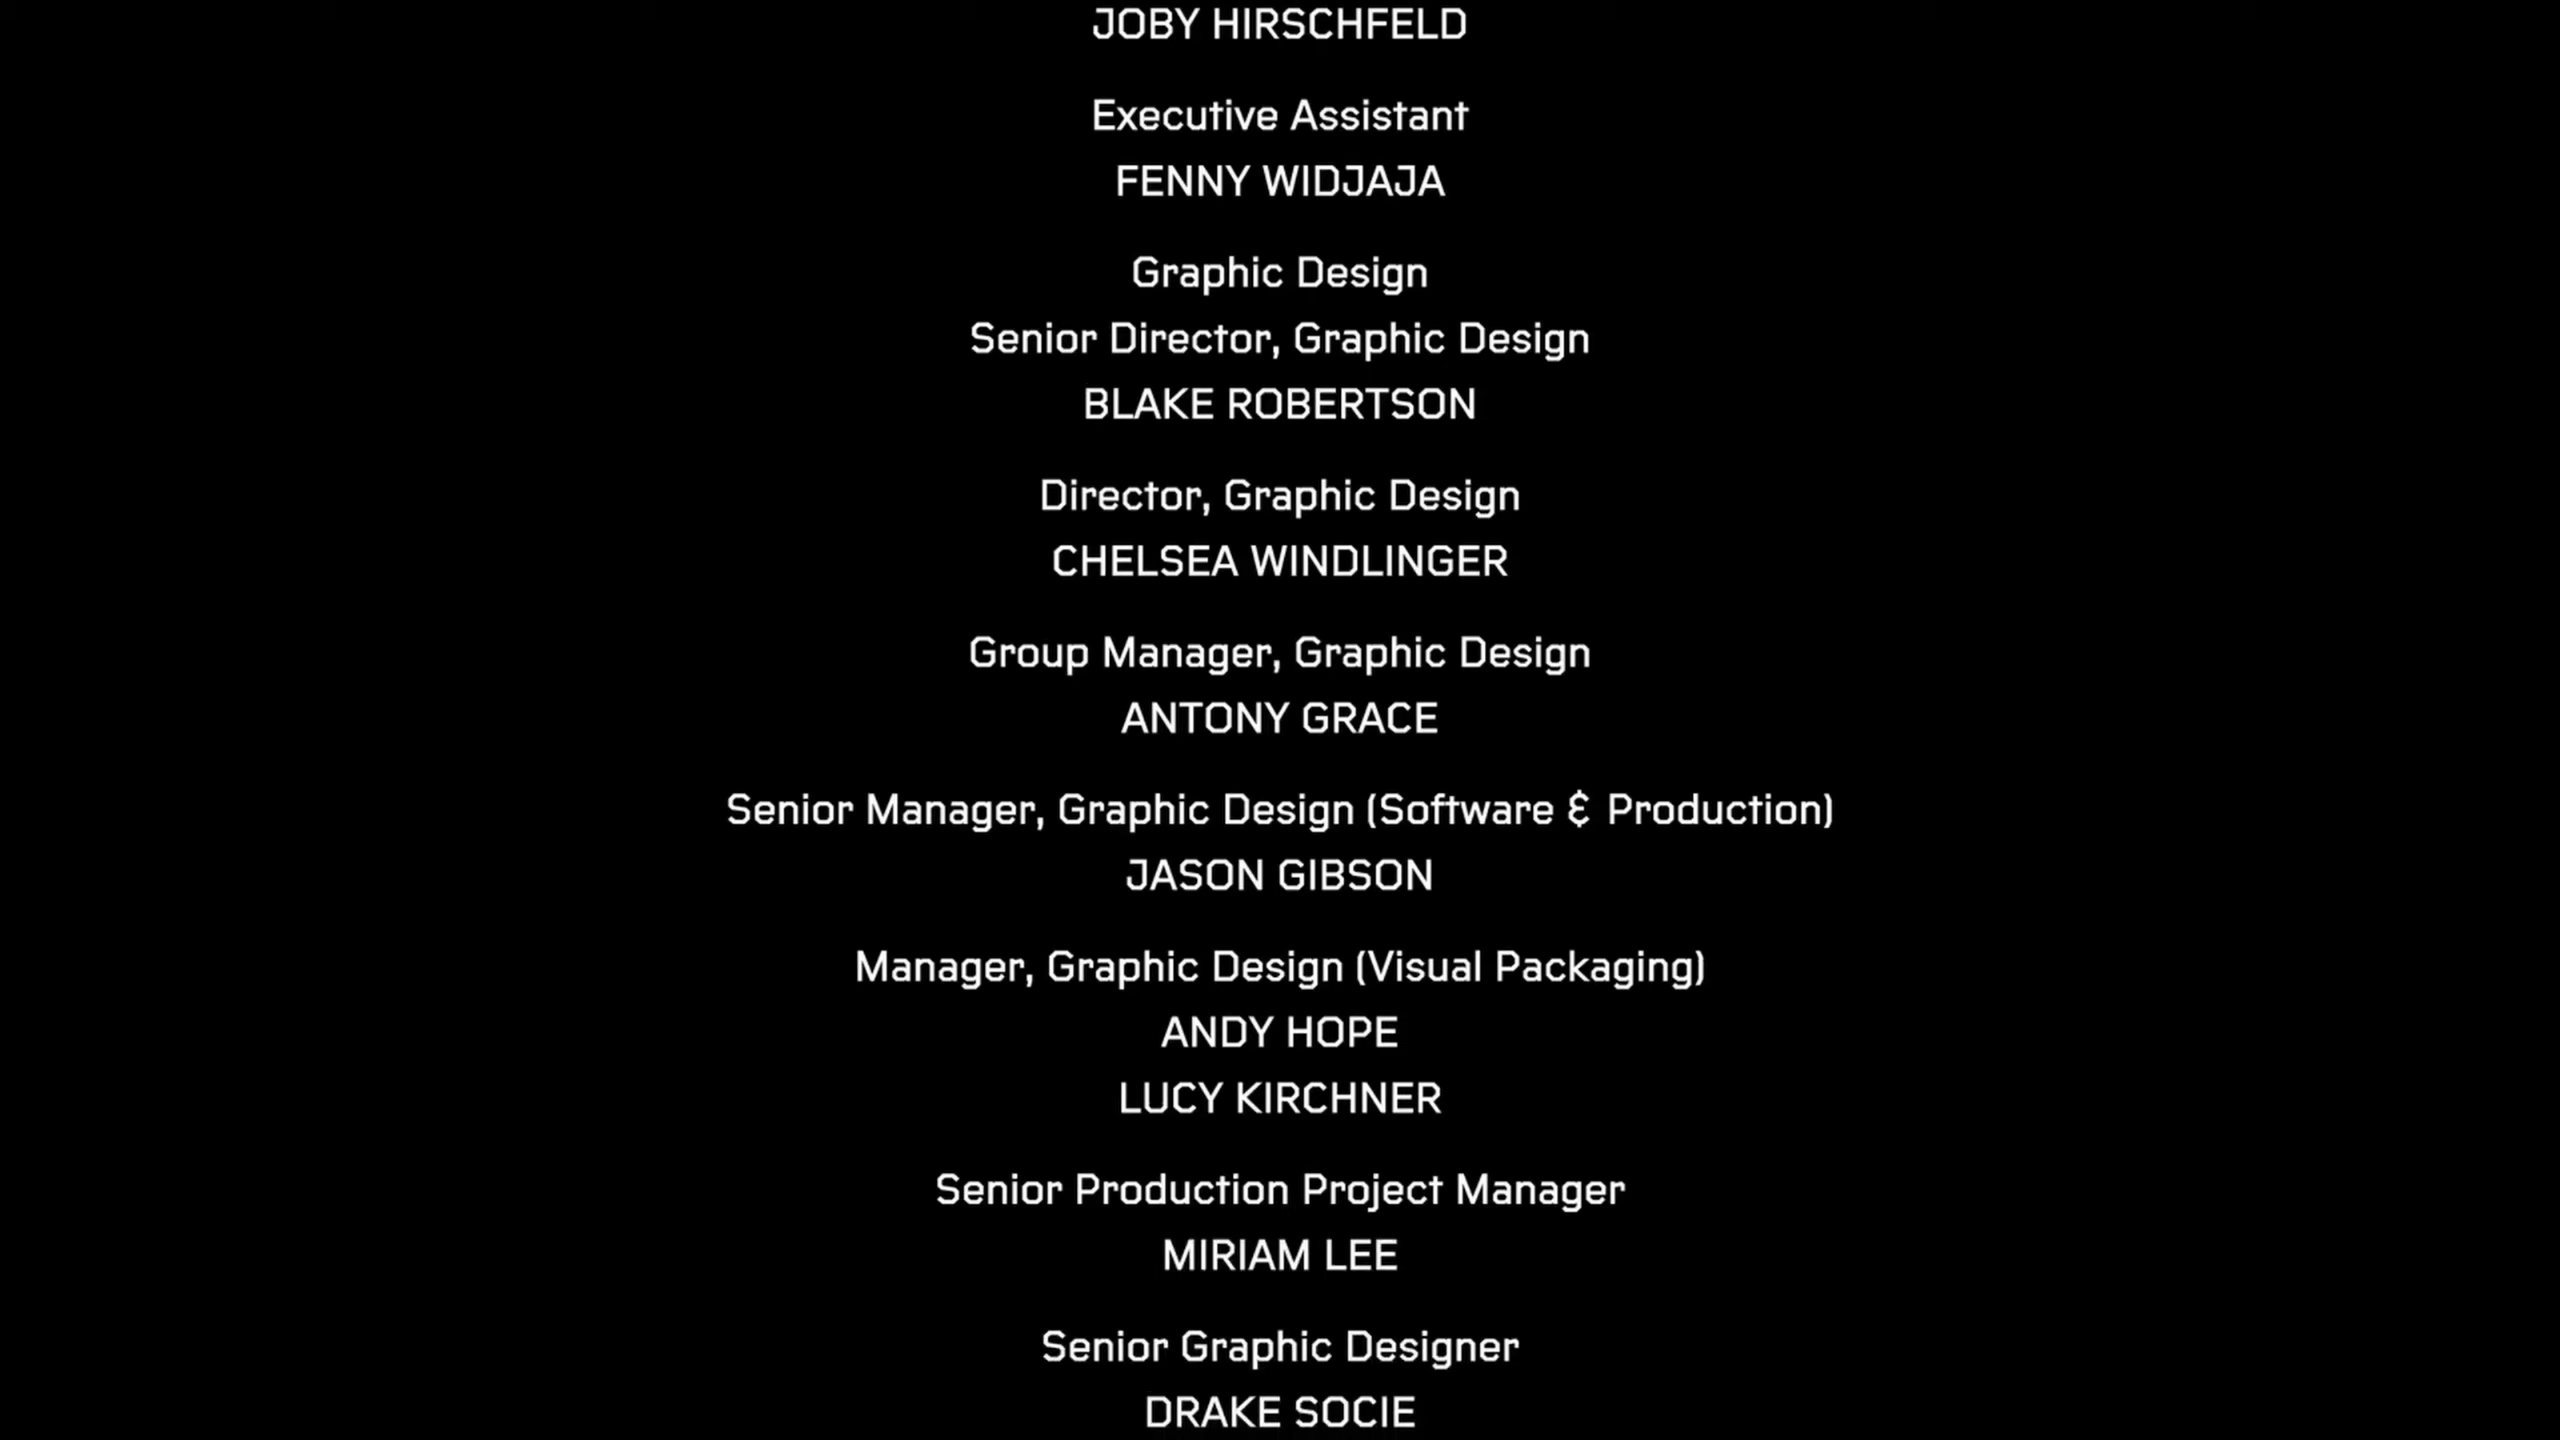 JOBY HIRSCHFELD
Executive Assistant
FENNY WIDJAJA
Graphic Design
Senior Director, Graphic Design
BLAKE ROBERTSON
Director, Graphic Design
CHELSEA WINDLINGER
Group Manager, Graphic Design
ANTONY GRACE
Senior Manager, Graphic Design (Software & Production)
JASON GIBSON
Manager, Graphic Design (Visual Packaging)
ANDY HOPE
LUCY KIRCHNER
Senior Production Project Manager
MIRIAM LEE
Senior Graphic Designer
DRAKE SOCIE